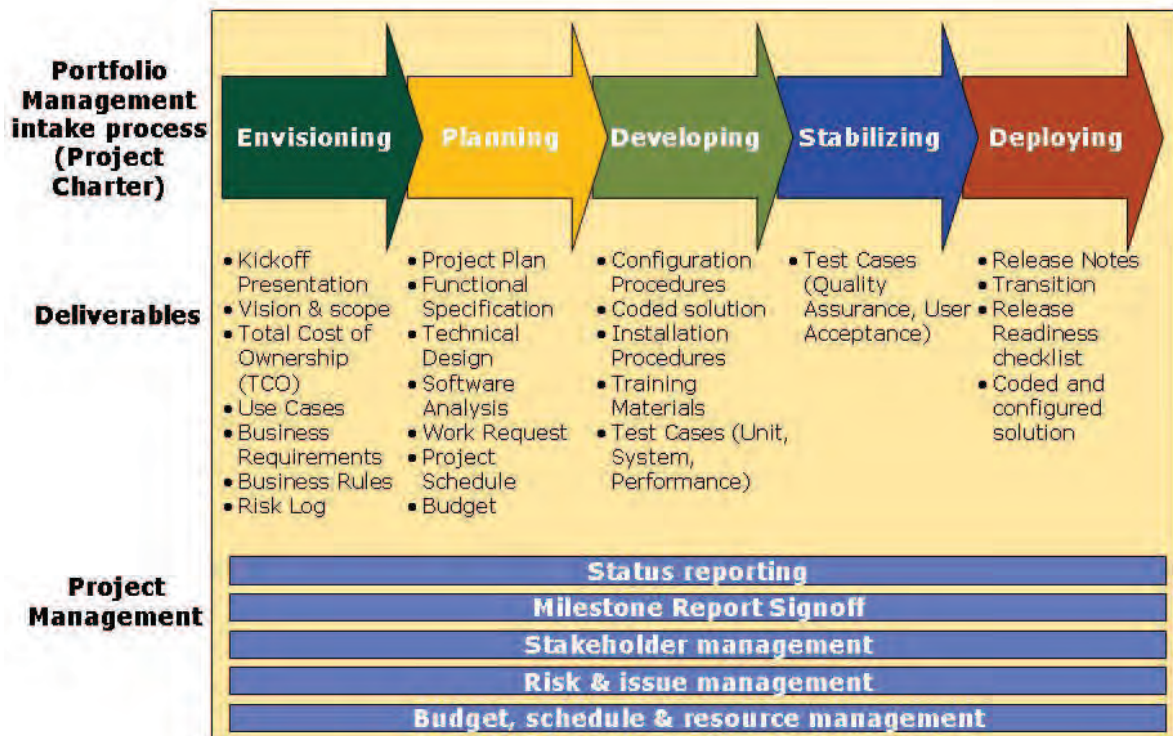 Portfolio
Management
intake process
(Project
Charter)
Envisioning
Planning
Developing
Stabilizing
Deploying
Deliverables
• Kickoff
Presentation
• Vision & scope
• Total Cost of
Ownership
(TCO)
• Use Cases
• Business
Requirements
• Business Rules
• Risk Log
• Project Plan
• Functional
Specification
• Technical
Design
• Software
Analysis
• Work Request
• Project
Schedule
• Budget
• Configuration
Procedures
• Coded solution
• Installation
Procedures
• Training
Materials
• Test Cases (Unit,
System,
Performance)
• Test Cases
(Quality
Assurance, User
Acceptance)
• Release Notes
• Transition
• Release
Readiness
checklist
• Coded and
configured
solution
Project
Management
Status reporting
Milestone Report Signoff
Stakeholder management
Risk & issue management
Budget, schedule & resource management